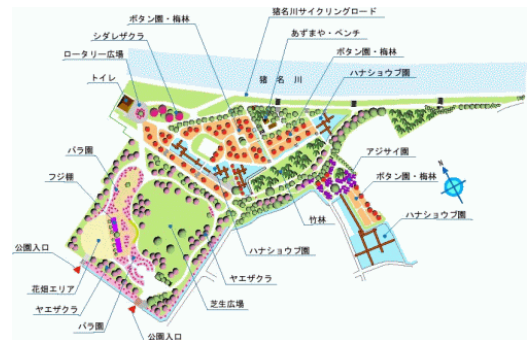 ボタン園・梅林
猪名川サイクリングロード
シダレザクラ
あずまや・ベンチ
ロータリー広場
ボタン園・梅林
トイレ
猪名川
ハナショウブ園
バラ園
アジサイ園
フジ棚
ボタン園・梅林
竹林
ハナショウブ園
公園入口
ハナショウブ園
花畑エリア
ヤエザクラ
ヤエザクラ
芝生広場
バラ園
公園入口
N